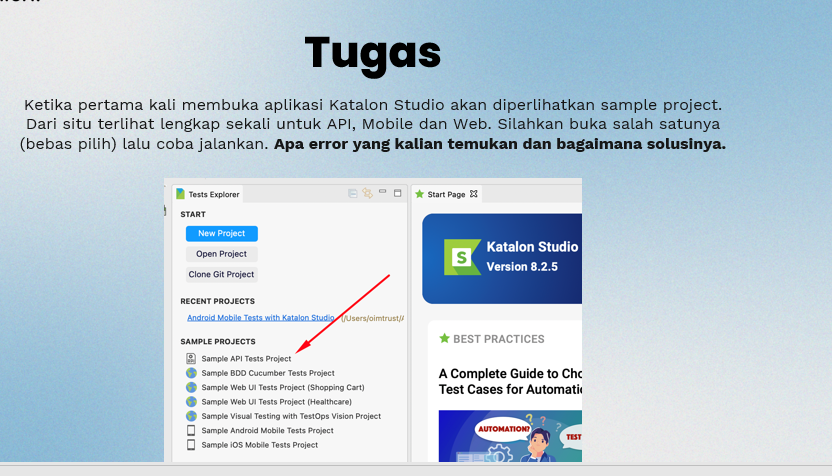 Tugas
Ketika pertama kali membuka aplikasi Katalon Studio akan diperlihatkan sample project.
Dari situ terlihat lengkap sekali untuk API, Mobile dan Web. Silahkan buka salah satunya
(bebas pilih) lalu coba jalankan. Apa error yang kalian temukan dan bagaimana solusinya.
Tests Explorer
START
New Project
Open Project
Clone Git Project
RECENT PROJECTS
Android Mobile Tests with Katalon Studio (/Users/oimtrust/
SAMPLE PROJECTS
Sample API Tests Project
Sample BDD Cucumber Tests Project
Sample Web UI Tests Project (Shopping Cart)
Sample Web UI Tests Project (Healthcare)
Sample Visual Testing with TestOps Vision Project
Sample Android Mobile Tests Project
Sample iOS Mobile Tests Project
Start Page
S
Katalon Studio
Version 8.2.5
BEST PRACTICES
A Complete Guide to Cho
Test Cases for Automati
AUTOMATION?
TEST